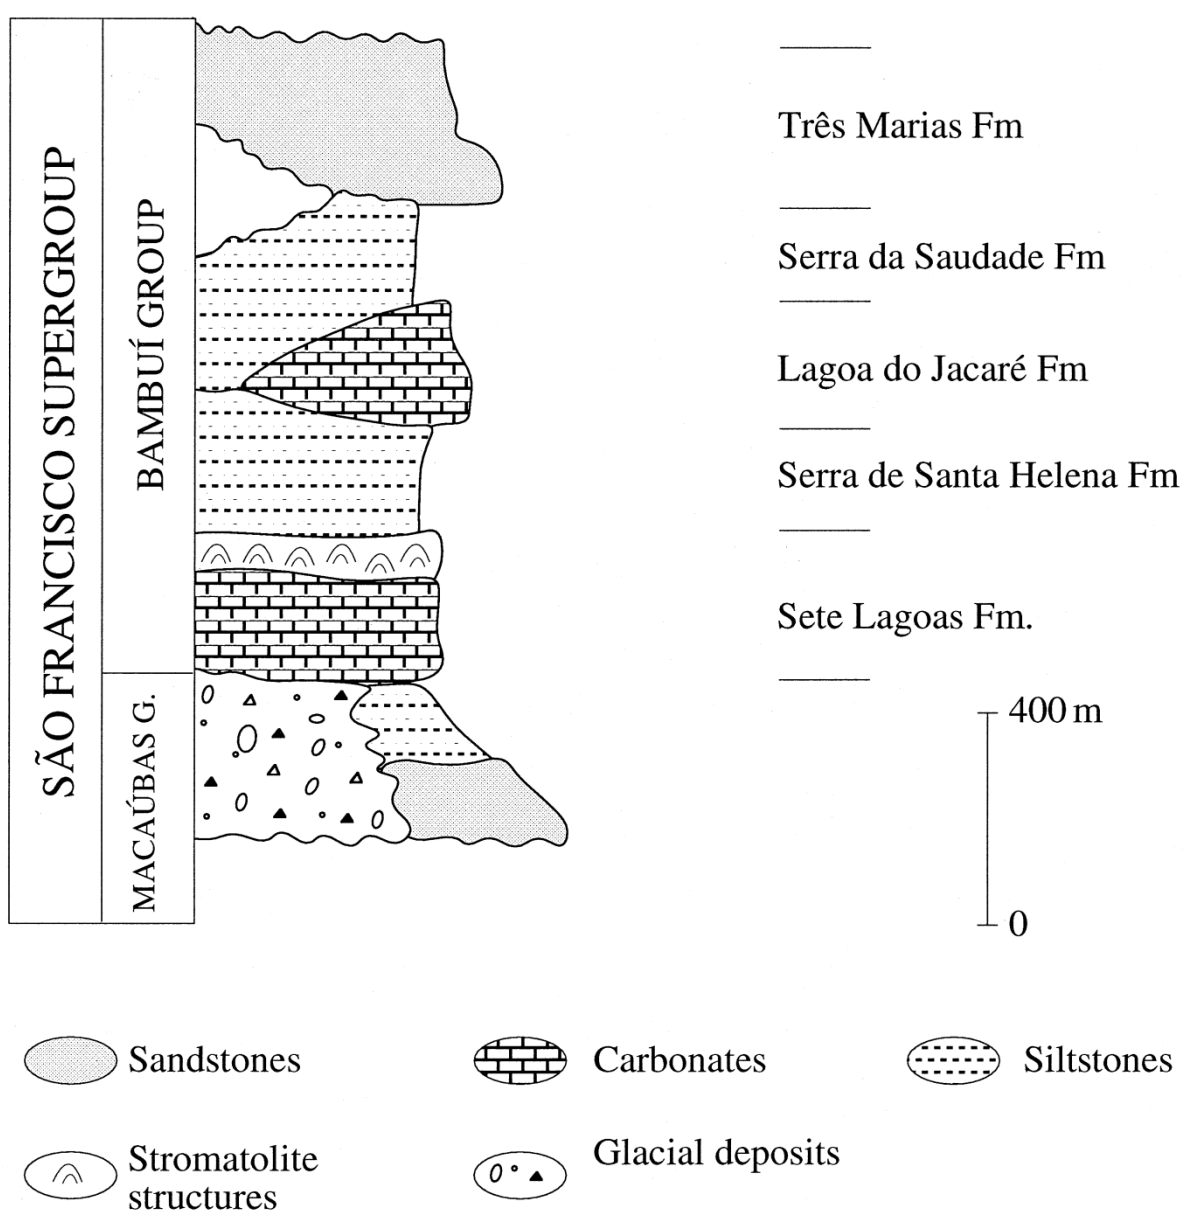 SÃO FRANCISCO SUPERGROUP
BAMBUÍ GROUP
MACAÚBAS G.
Três Marias Fm
Serra da Saudade Fm
Lagoa do Jacaré Fm
Serra de Santa Helena Fm
Sete Lagoas Fm.
400 m
0
Sandstones
Carbonates
Siltstones
Stromatolite
structures
Glacial deposits